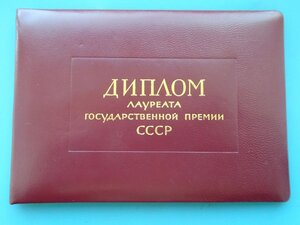 ДИПЛОМ
ЛАУРЕАТА
ГОСУДАРСТВЕННОЙ ПРЕМИИ
СССР